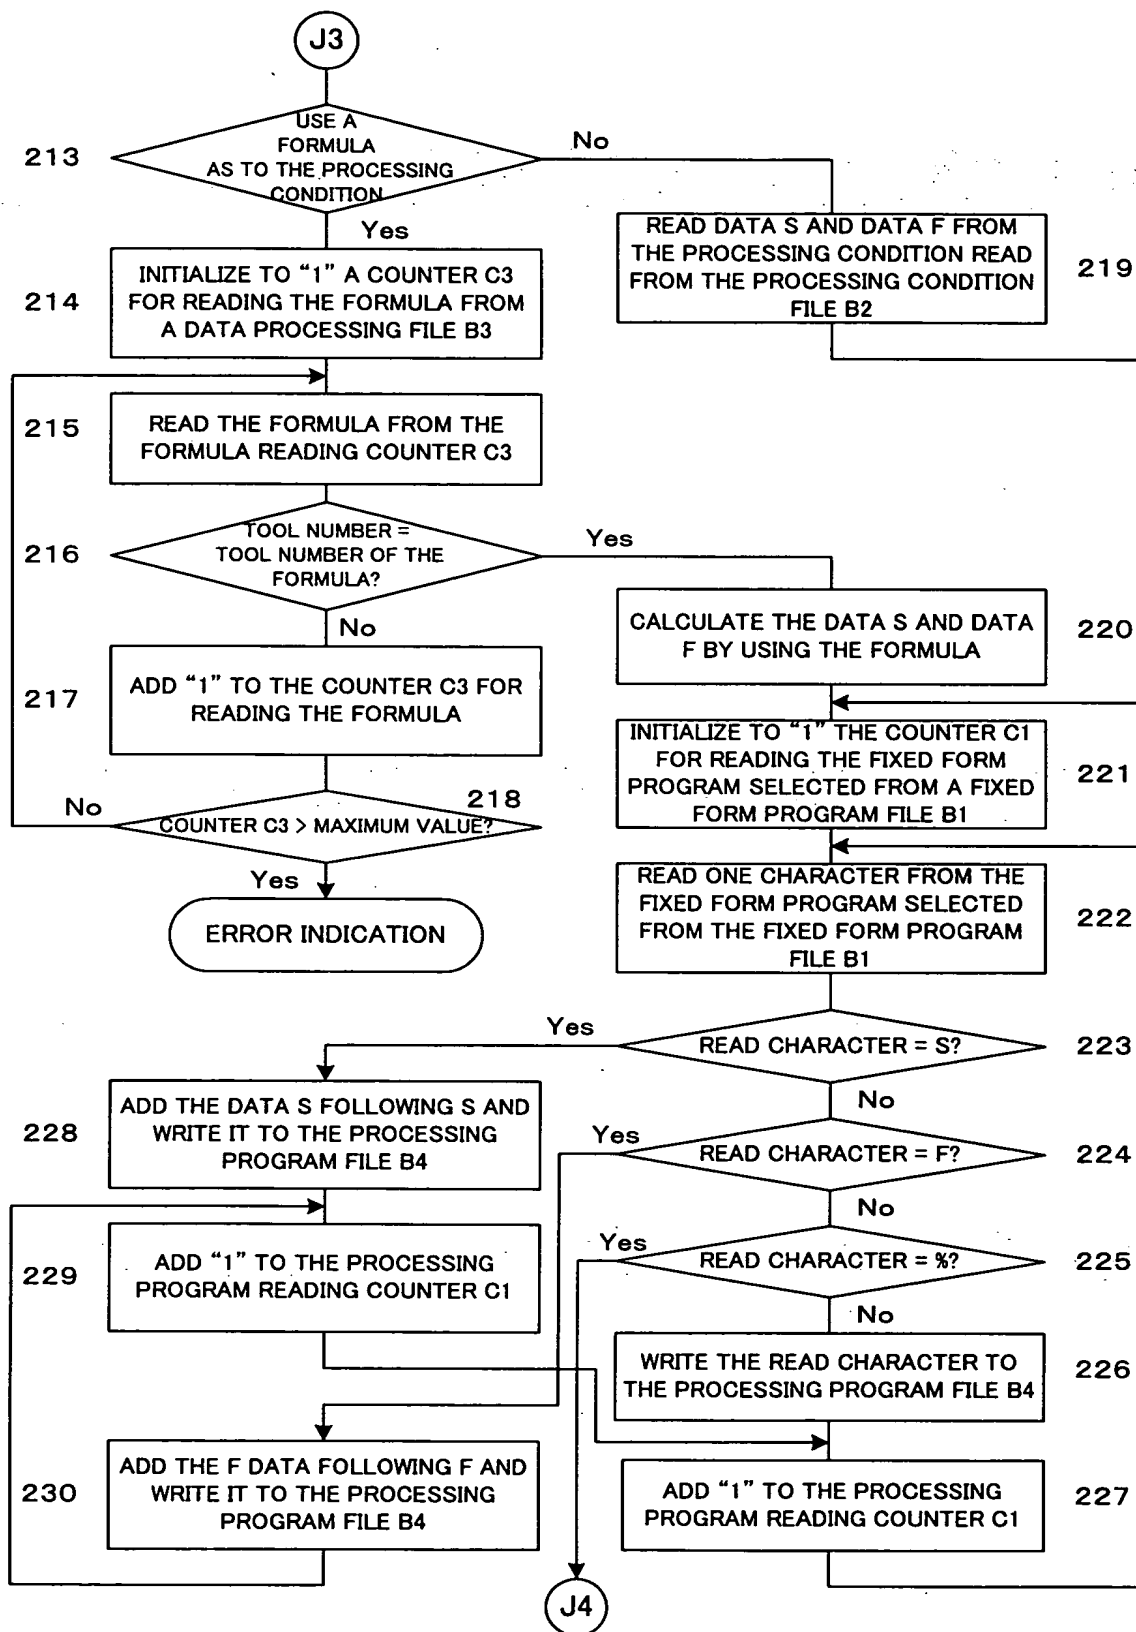 J3
213
USE A
FORMULA
AS TO THE PROCESSING
CONDITION
No
Yes
214
INITIALIZE TO “1” A COUNTER C3
FOR READING THE FORMULA FROM
A DATA PROCESSING FILE B3
READ DATA S AND DATA F FROM
THE PROCESSING CONDITION READ
FROM THE PROCESSING CONDITION
FILE B2
219
215
READ THE FORMULA FROM THE
FORMULA READING COUNTER C3
216
TOOL NUMBER =
TOOL NUMBER OF THE
FORMULA?
Yes
No
CALCULATE THE DATA S AND DATA
F BY USING THE FORMULA
220
217
ADD “1” TO THE COUNTER C3 FOR
READING THE FORMULA
INITIALIZE TO “1” THE COUNTER C1
FOR READING THE FIXED FORM
PROGRAM SELECTED FROM A FIXED
FORM PROGRAM FILE B1
221
No
218
COUNTER C3 > MAXIMUM VALUE?
Yes
ERROR INDICATION
READ ONE CHARACTER FROM THE
FIXED FORM PROGRAM SELECTED
FROM THE FIXED FORM PROGRAM
FILE B1
222
Yes
READ CHARACTER = S?
223
No
228
ADD THE DATA S FOLLOWING S AND
WRITE IT TO THE PROCESSING
PROGRAM FILE B4
Yes
READ CHARACTER = F?
224
No
229
ADD “1” TO THE PROCESSING
PROGRAM READING COUNTER C1
Yes
READ CHARACTER = %?
225
No
WRITE THE READ CHARACTER TO
THE PROCESSING PROGRAM FILE B4
226
230
ADD THE F DATA FOLLOWING F AND
WRITE IT TO THE PROCESSING
PROGRAM FILE B4
ADD “1” TO THE PROCESSING
PROGRAM READING COUNTER C1
227
J4